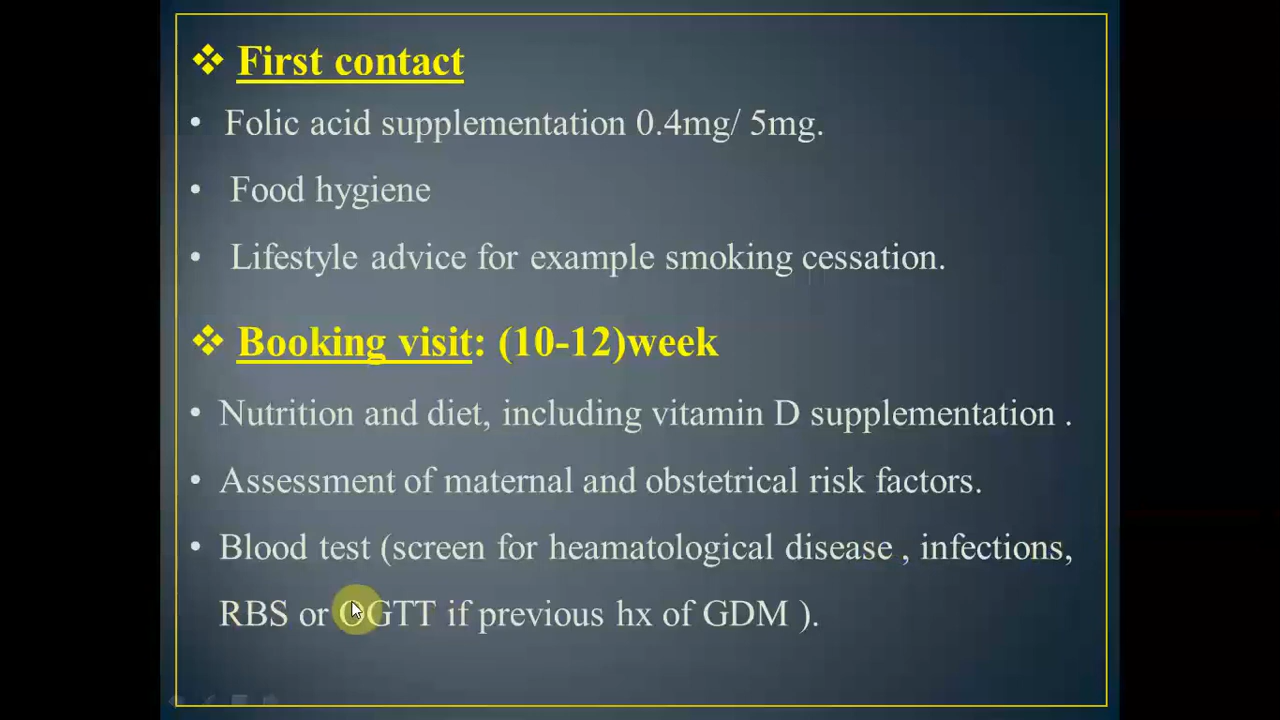 ❖ First contact
• Folic acid supplementation 0.4mg/ 5mg.
• Food hygiene
• Lifestyle advice for example smoking cessation.
❖ Booking visit: (10-12)week
• Nutrition and diet, including vitamin D supplementation .
• Assessment of maternal and obstetrical risk factors.
• Blood test (screen for heamatological disease , infections,
RBS or OGTT if previous hx of GDM ).